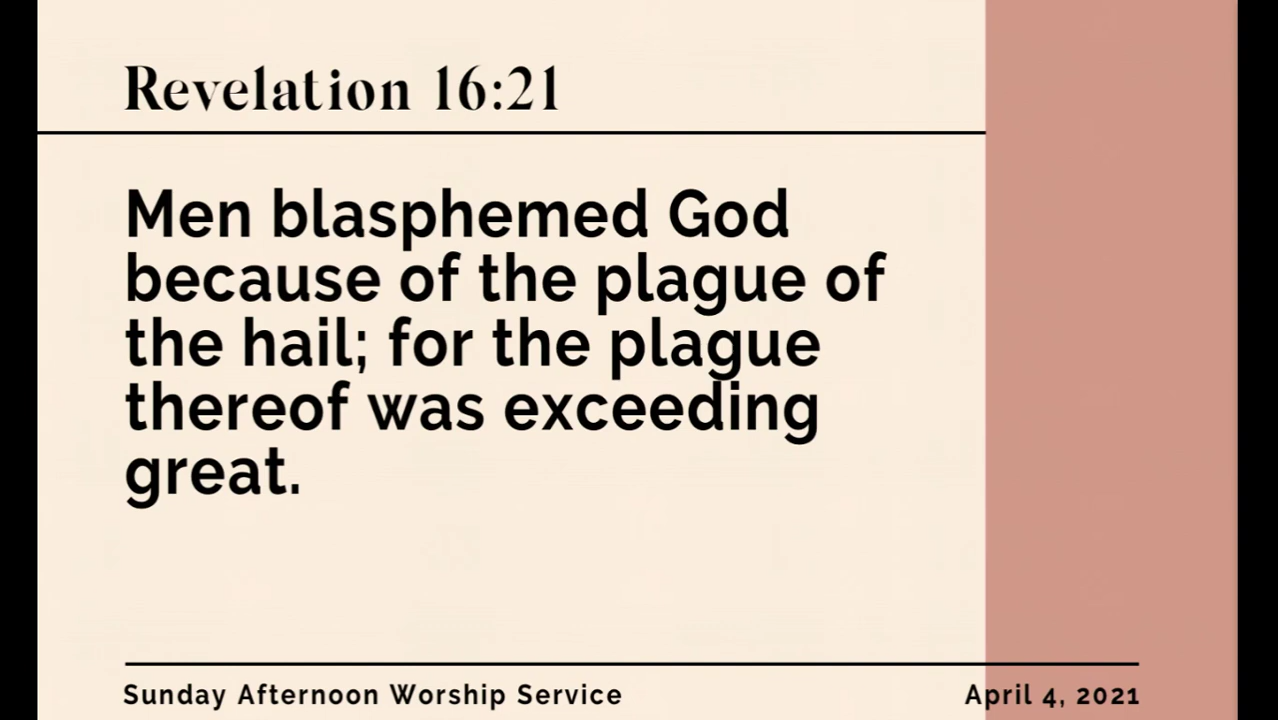 Revelation 16:21
Men blasphemed God
because of the plague of
the hail; for the plague
thereof was exceeding
great.
Sunday Afternoon Worship Service
April 4, 2021